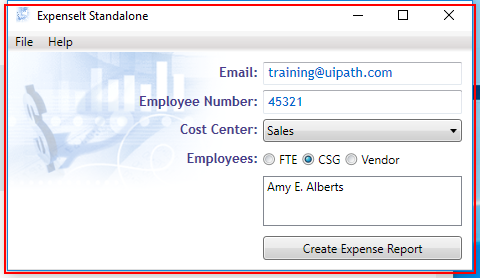 ExpenseIt Standalone
File Help
Email: training@uipath.com
Employee Number: 45321
Cost Center: Sales
Employees: FTE CSG Vendor
Amy E. Alberts
Create Expense Report